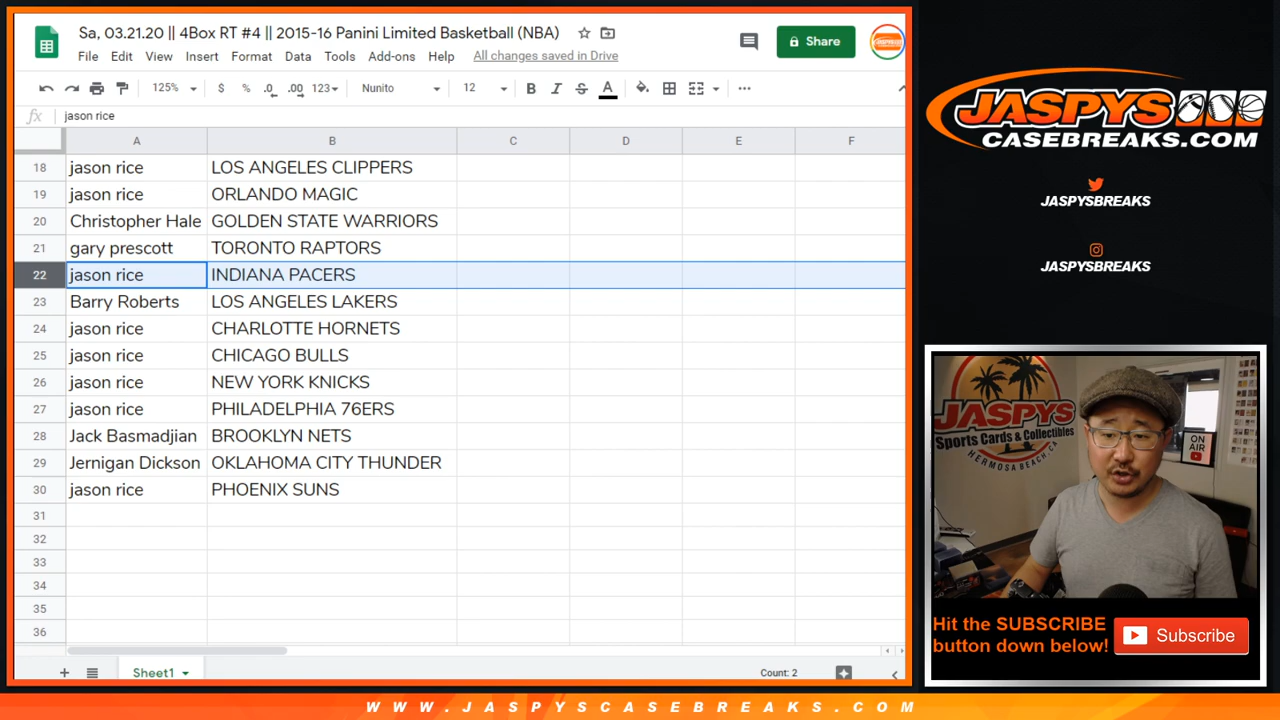 Sa, 03.21.20 || 4Box RT #4 || 2015-16 Panini Limited Basketball (NBA)
File Edit View Insert Format Data Tools Add-ons Help All changes saved in Drive
Share
125% $ % .0 .00 123 Nunito 12 B I S A
fx jason rice
A B C D E F
18 jason rice LOS ANGELES CLIPPERS
19 jason rice ORLANDO MAGIC
20 Christopher Hale GOLDEN STATE WARRIORS
21 gary prescott TORONTO RAPTORS
22 jason rice INDIANA PACERS
23 Barry Roberts LOS ANGELES LAKERS
24 jason rice CHARLOTTE HORNETS
25 jason rice CHICAGO BULLS
26 jason rice NEW YORK KNICKS
27 jason rice PHILADELPHIA 76ERS
28 Jack Basmadjian BROOKLYN NETS
29 Jernigan Dickson OKLAHOMA CITY THUNDER
30 jason rice PHOENIX SUNS
31
32
33
34
35
36
Sheet1
Count: 2
JASPYS
CASEBREAKS.COM
JASPYSBREAKS
JASPYSBREAKS
JASPYS
Sports Cards & Collectibles
HERMOSA BEACH, CA
ON
AIR
Hit the SUBSCRIBE
button down below!
Subscribe
WWW.JASPYSCASEBREAKS.COM